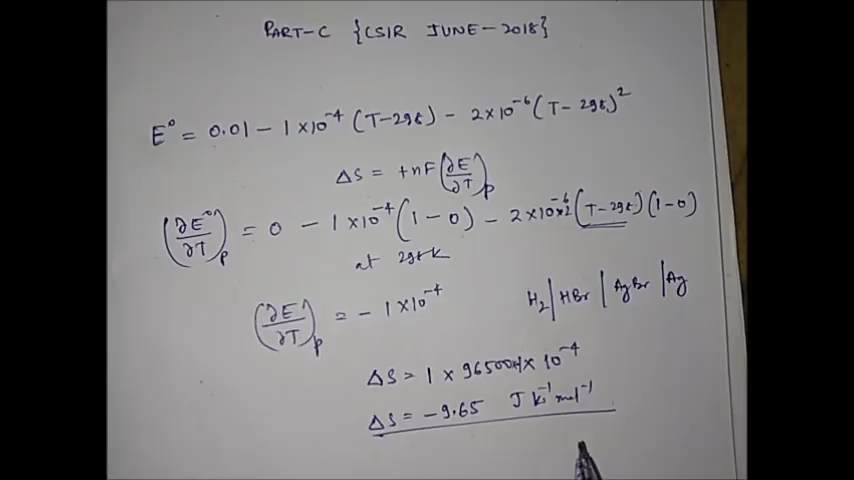 PART-C {CSIR JUNE-2018}
E° = 0.01 - 1×10⁻⁴ (T-298) - 2×10⁻⁶ (T-298)²
ΔS = +nF(∂E/∂T)p
(∂E°/∂T)p = 0 - 1×10⁻⁴ (1-0) - 2×10⁻⁶×2 (T-298) (1-0)
at 298 K
(∂E/∂T)p = -1×10⁻⁴
H₂|HBr|AgBr|Ag
ΔS = 1 × 96500 × 10⁻⁴
ΔS = -9.65 J K⁻¹ mol⁻¹